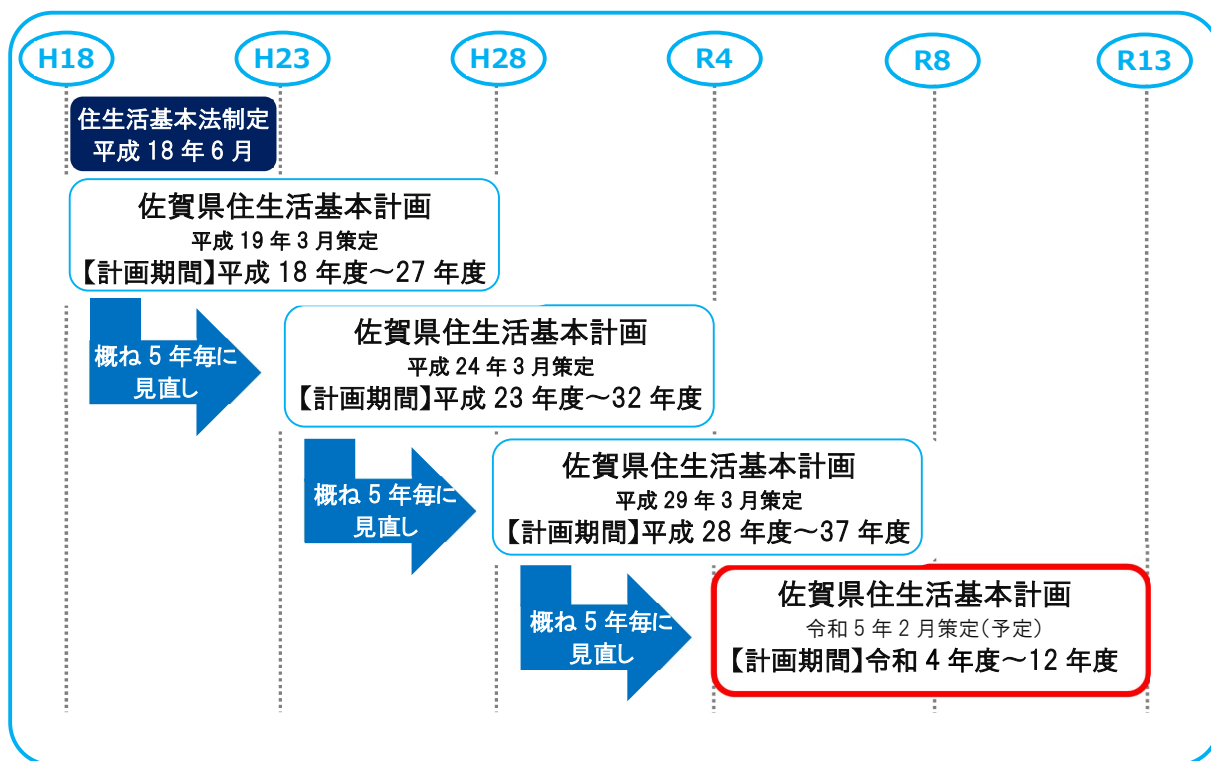 H18
H23
H28
R4
R8
R13
住生活基本法制定
平成 18 年 6 月
佐賀県住生活基本計画
平成 19 年 3 月策定
【計画期間】平成 18 年度～27 年度
概ね 5 年毎に
見直し
佐賀県住生活基本計画
平成 24 年 3 月策定
【計画期間】平成 23 年度～32 年度
概ね 5 年毎に
見直し
佐賀県住生活基本計画
平成 29 年 3 月策定
【計画期間】平成 28 年度～37 年度
概ね 5 年毎に
見直し
佐賀県住生活基本計画
令和 5 年 2 月策定(予定)
【計画期間】令和 4 年度～12 年度